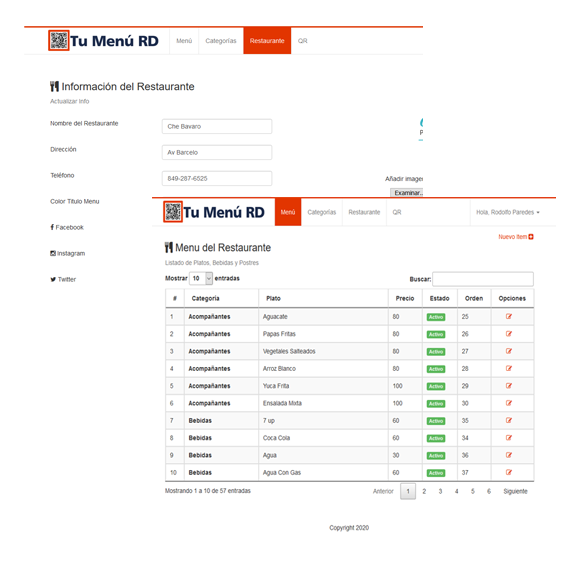 Tu Menú RD
Menú Categorías Restaurante QR
Información del Restaurante
Actualizar info
Nombre del Restaurante Che Bavaro
Dirección Av Barcelo
Teléfono 849-287-6525
Añadir image
Examinar..
Color Titulo Menu
Facebook
Instagram
Twitter
Tu Menú RD
Menú Categorías Restaurante QR Hola, Rodolfo Paredes
Nuevo Item
Menu del Restaurante
Listado de Platos, Bebidas y Postres
Mostrar 10 entradas Buscar:
# Categoría Plato Precio Estado Orden Opciones
1 Acompañantes Aguacate 80 Activo 25
2 Acompañantes Papas Fritas 80 Activo 26
3 Acompañantes Vegetales Salteados 80 Activo 27
4 Acompañantes Arroz Blanco 80 Activo 28
5 Acompañantes Yuca Frita 100 Activo 29
6 Acompañantes Ensalada Mixta 100 Activo 30
7 Bebidas 7 up 60 Activo 35
8 Bebidas Coca Cola 60 Activo 34
9 Bebidas Agua 30 Activo 36
10 Bebidas Agua Con Gas 60 Activo 37
Mostrando 1 a 10 de 57 entradas Anterior 1 2 3 4 5 6 Siguiente
Copyright 2020